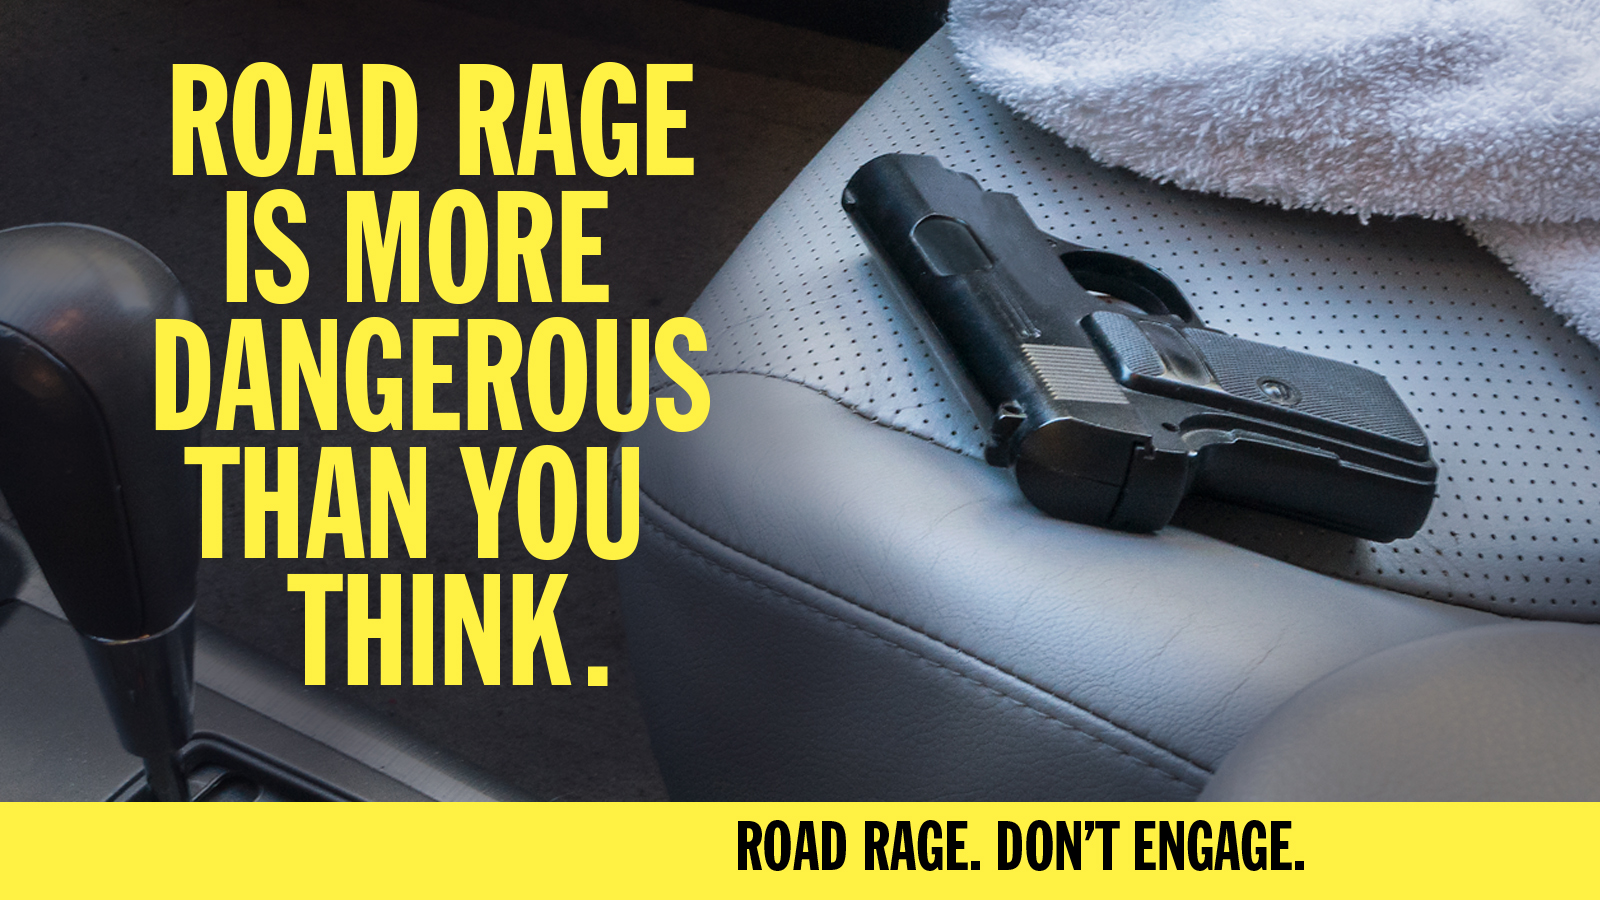 ROAD RAGE
IS MORE
DANGEROUS
THAN YOU
THINK.
ROAD RAGE. DON'T ENGAGE.